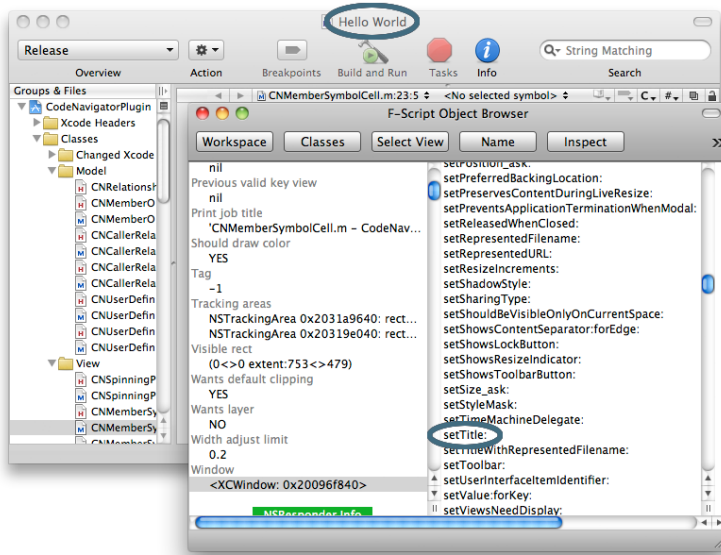 Hello World
Release
Overview
Action
Breakpoints
Build and Run
Tasks
Info
String Matching
Search
Groups & Files
CodeNavigatorPlugin
Xcode Headers
Classes
Changed Xcode
Model
CNRelationsh
CNMemberO
CNMemberO
CNCallerRela
CNCallerRela
CNCallerRela
CNCallerRela
CNUserDefin
CNUserDefin
CNUserDefin
CNUserDefin
View
CNSpinningP
CNSpinningP
CNMemberSy
CNMemberSy
CNMemberSy
CNMemberSymbolCell.m:23:5
<No selected symbol>
C
#
F-Script Object Browser
Workspace
Classes
Select View
Name
Inspect
nil
Previous valid key view
nil
Print job title
'CNMemberSymbolCell.m – CodeNav...
Should draw color
YES
Tag
-1
Tracking areas
NSTrackingArea 0x2031a9640: rect...
NSTrackingArea 0x20319e040: rect...
Visible rect
(0<>0 extent:753<>479)
Wants default clipping
YES
Wants layer
NO
Width adjust limit
0.2
Window
<XCWindow: 0x20096f840>
NSResponder Info
setPosition_ask:
setPreferredBackingLocation:
setPreservesContentDuringLiveResize:
setPreventsApplicationTerminationWhenModal:
setReleasedWhenClosed:
setRepresentedFilename:
setRepresentedURL:
setResizeIncrements:
setShadowStyle:
setSharingType:
setShouldBeVisibleOnlyOnCurrentSpace:
setShowsContentSeparator:forEdge:
setShowsLockButton:
setShowsResizeIndicator:
setShowsToolbarButton:
setSize_ask:
setStyleMask:
setTimeMachineDelegate:
setTitle:
setTitleWithRepresentedFilename:
setToolbar:
setUserInterfaceItemIdentifier:
setValue:forKey:
setViewsNeedDisplay: